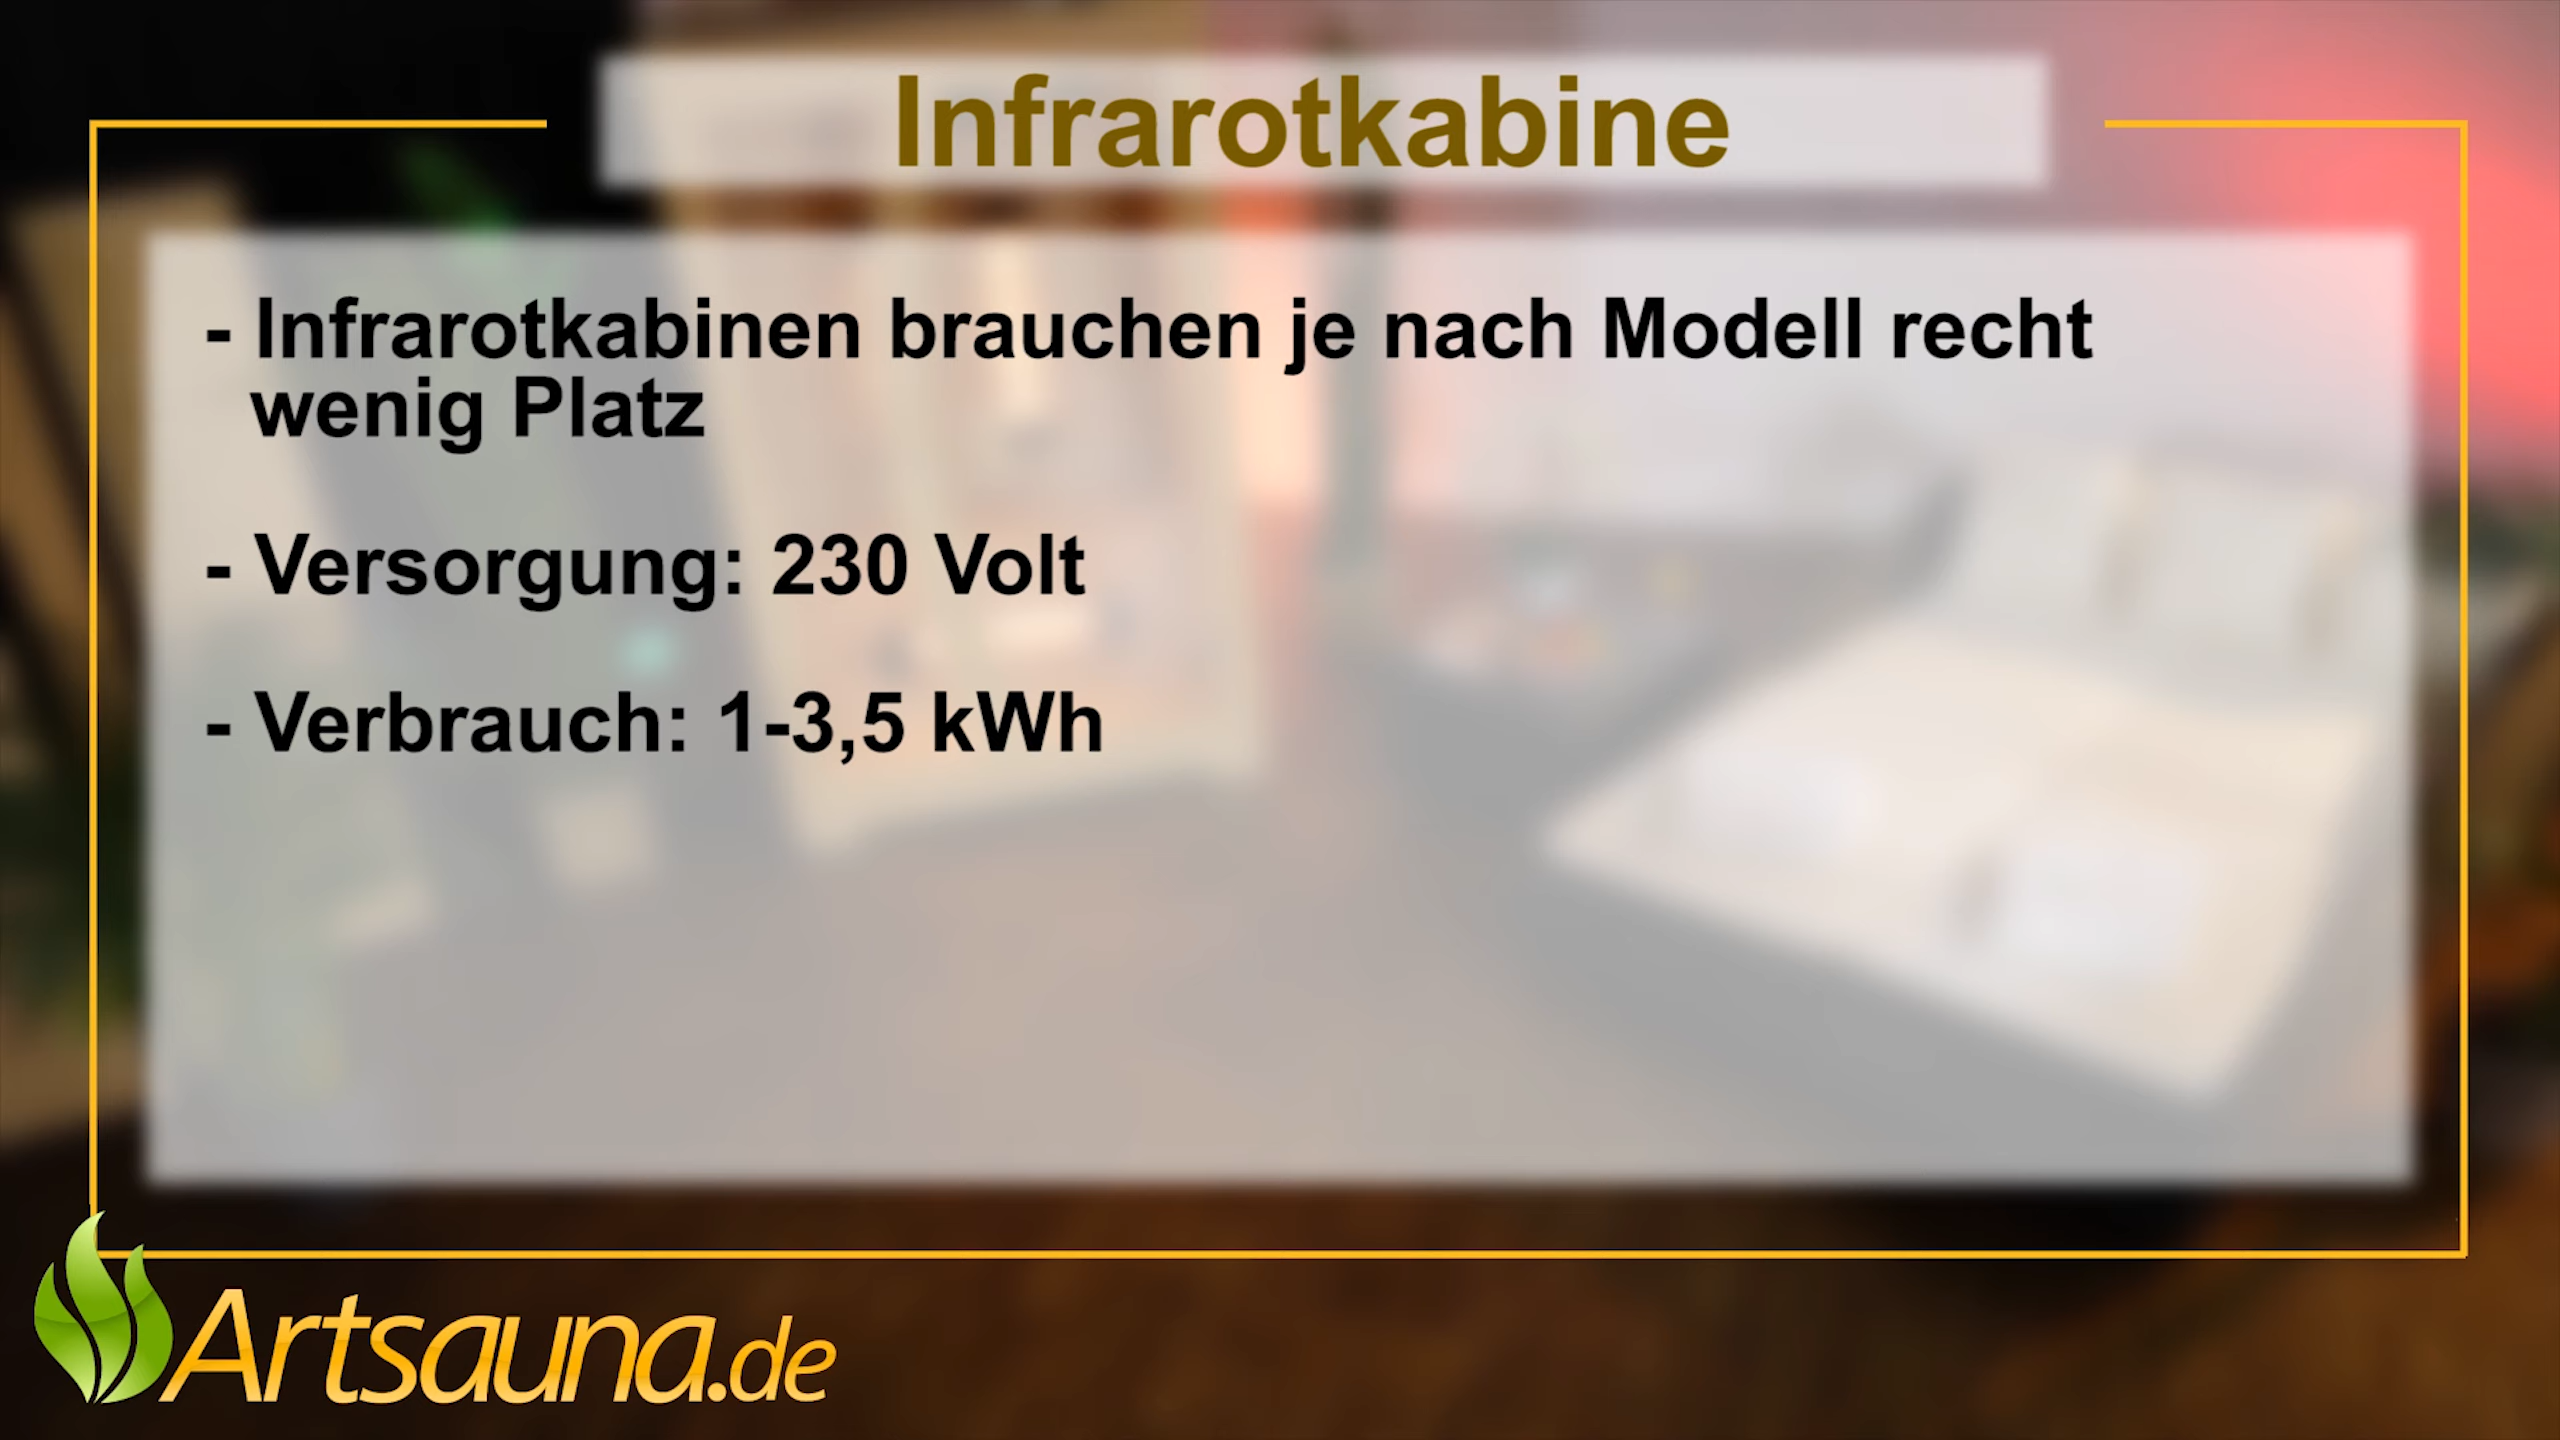 Infrarotkabine
- Infrarotkabinen brauchen je nach Modell recht
wenig Platz
- Versorgung: 230 Volt
- Verbrauch: 1-3,5 kWh
Artsauna.de